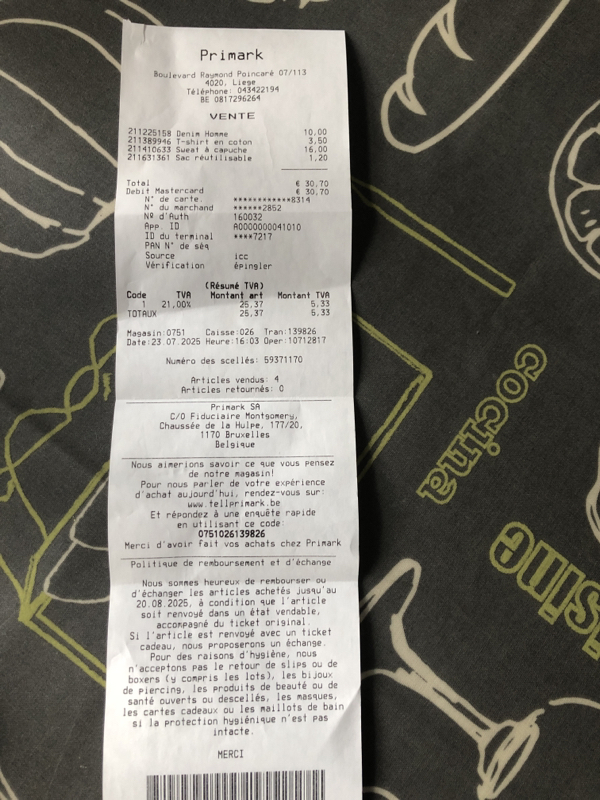 Primark
Boulevard Raymond Poincaré 07/113
4020, Liege
Téléphone: 043422194
BE 0817296264
VENTE
211225158 Denim Homme 10,00
211389946 T-shirt en coton 3,50
211410633 Sweat à capuche 16,00
211631361 Sac réutilisable 1,20
Total € 30,70
Debit Mastercard € 30,70
N° de carte. ************8314
N° du marchand ******2852
Nº d'Auth 160032
App. ID A0000000041010
ID du terminal ****7217
PAN N° de séq
Source icc
Vérification épingler
(Résumé TVA)
Code TVA Montant art Montant TVA
1 21,00% 25,37 5,33
TOTAUX 25,37 5,33
Magasin:0751 Caisse:026 Tran:139826
Date:23.07.2025 Heure:16:03 Oper:10712817
Numéro des scellés: 59371170
Articles vendus: 4
Articles retournés: 0
Primark SA
C/O Fiduciaire Montgomery,
Chaussée de la Hulpe, 177/20,
1170 Bruxelles
Belgique
Nous aimerions savoir ce que vous pensez
de notre magasin!
Pour nous parler de votre expérience
d'achat aujourd'hui, rendez-vous sur:
www.tellprimark.be
Et répondez à une enquête rapide
en utilisant ce code:
0751026139826
Merci d'avoir fait vos achats chez Primark
Politique de remboursement et d'échange
Nous sommes heureux de rembourser ou
d'échanger les articles achetés jusqu'au
20.08.2025, à condition que l'article
soit renvoyé dans un état vendable,
accompagné du ticket original.
Si l'article est renvoyé avec un ticket
cadeau, nous proposerons un échange.
Pour des raisons d'hygiène, nous
n'acceptons pas le retour de slips ou de
boxers (y compris les lots), les bijoux
de piercing, les produits de beauté ou de
santé ouverts ou descellés, les masques,
les cartes cadeaux ou les maillots de bain
si la protection hygiénique n'est pas
intacte.
MERCI
cocina
isine